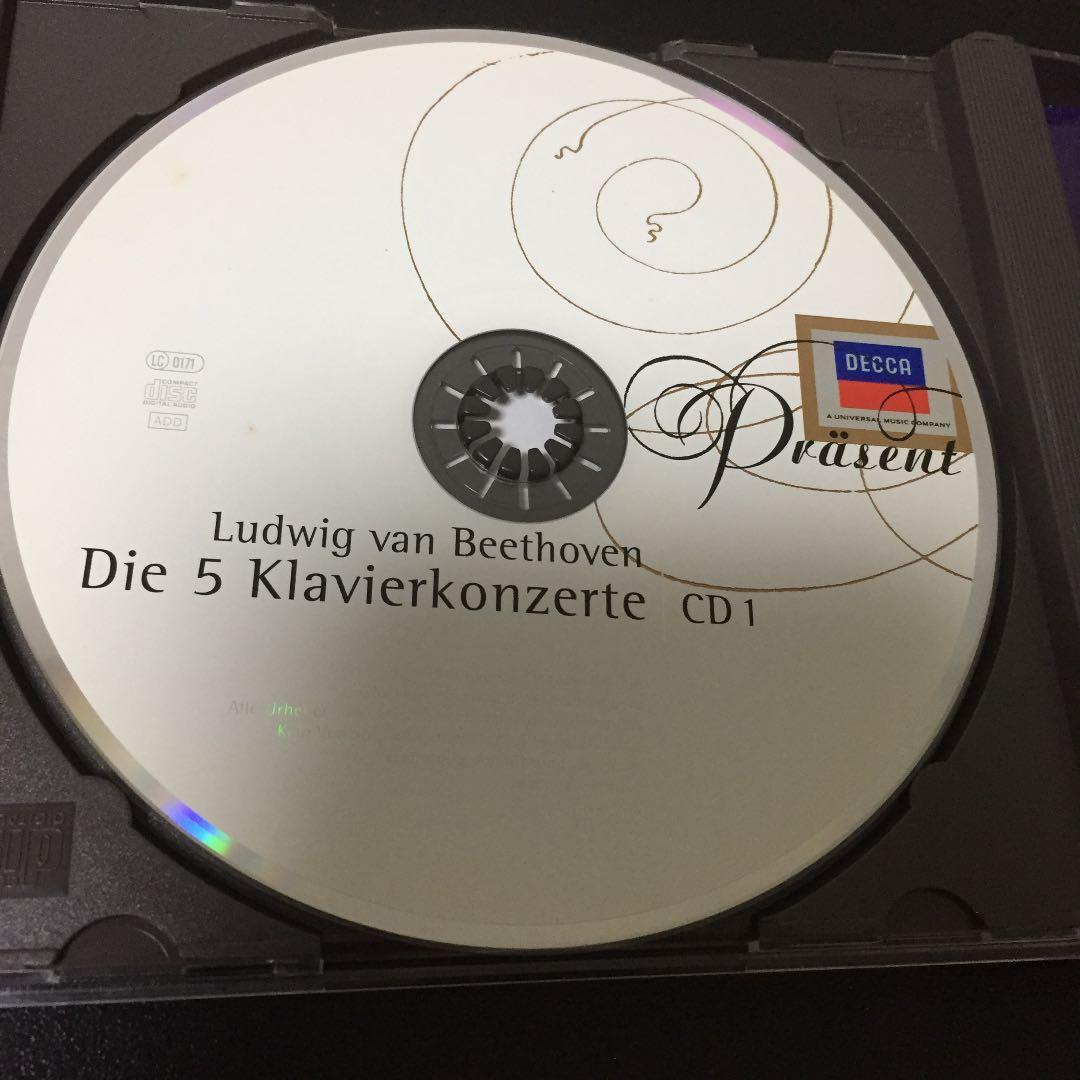 LC 0171
COMPACT
disc
DIGITAL AUDIO
ADD
DECCA
A UNIVERSAL MUSIC COMPANY
Präsent
Ludwig van Beethoven
Die 5 Klavierkonzerte CD 1